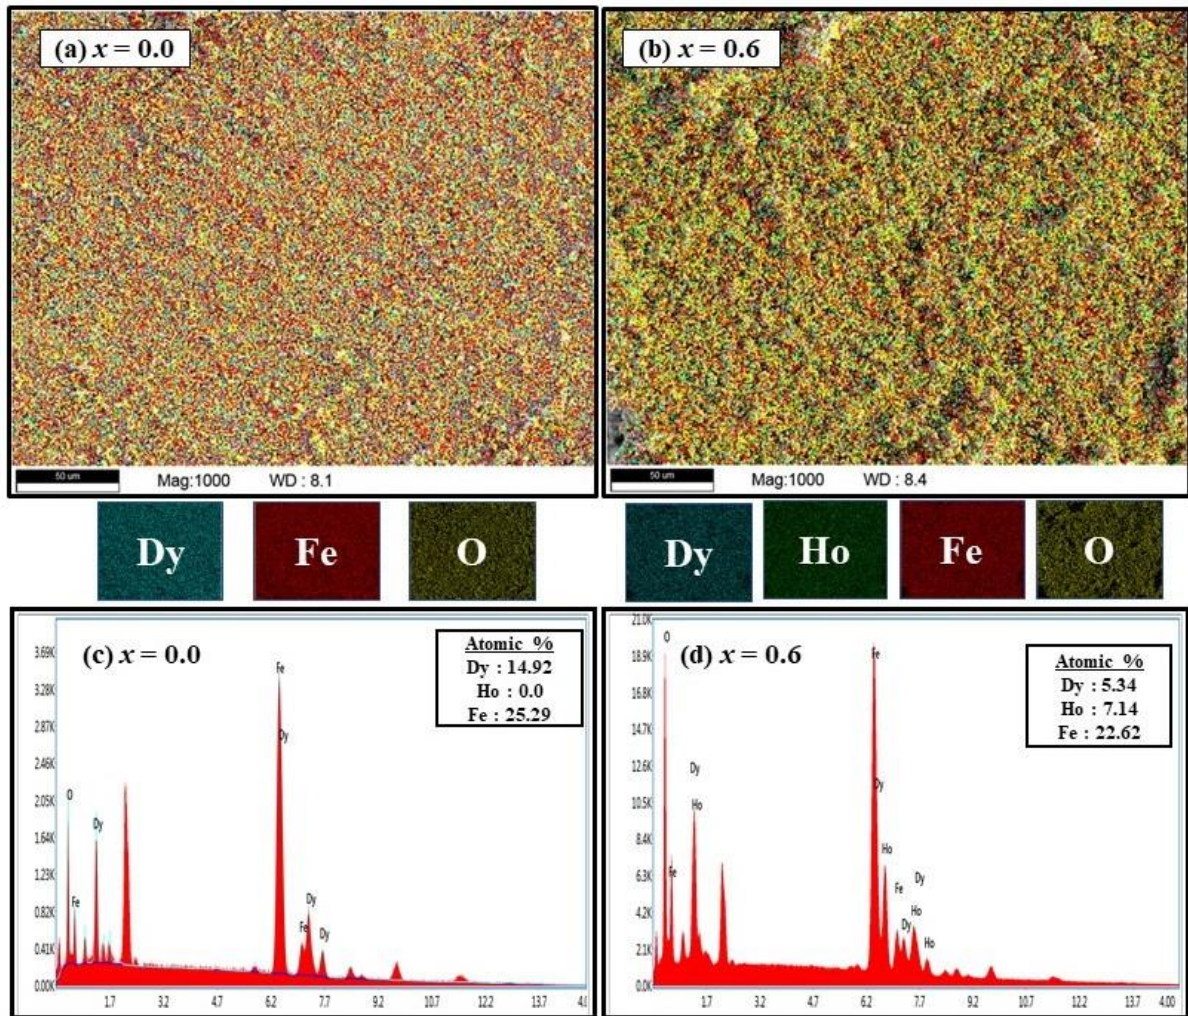 (a) x = 0.0
(b) x = 0.6
50 um
Mag:1000
WD : 8.1
50 um
Mag:1000
WD : 8.4
Dy
Fe
O
Dy
Ho
Fe
O
(c) x = 0.0
Atomic %
Dy : 14.92
Ho : 0.0
Fe : 25.29
3.69K
3.28K
2.87K
2.46K
2.05K
1.64K
1.23K
0.82K
0.41K
0.00K
O
Fe
Dy
Fe
Dy
Fe
Dy
Dy
1.7
3.2
4.7
6.2
7.7
9.2
10.7
12.2
13.7
(d) x = 0.6
Atomic %
Dy : 5.34
Ho : 7.14
Fe : 22.62
21.0K
18.9K
16.8K
14.7K
12.6K
10.5K
8.4K
6.3K
4.2K
2.1K
0.00K
O
Fe
Dy
Ho
Fe
Dy
Ho
Fe
Dy
Dy
Ho
Ho
1.7
3.2
4.7
6.2
7.7
9.2
10.7
12.2
13.7
4.00